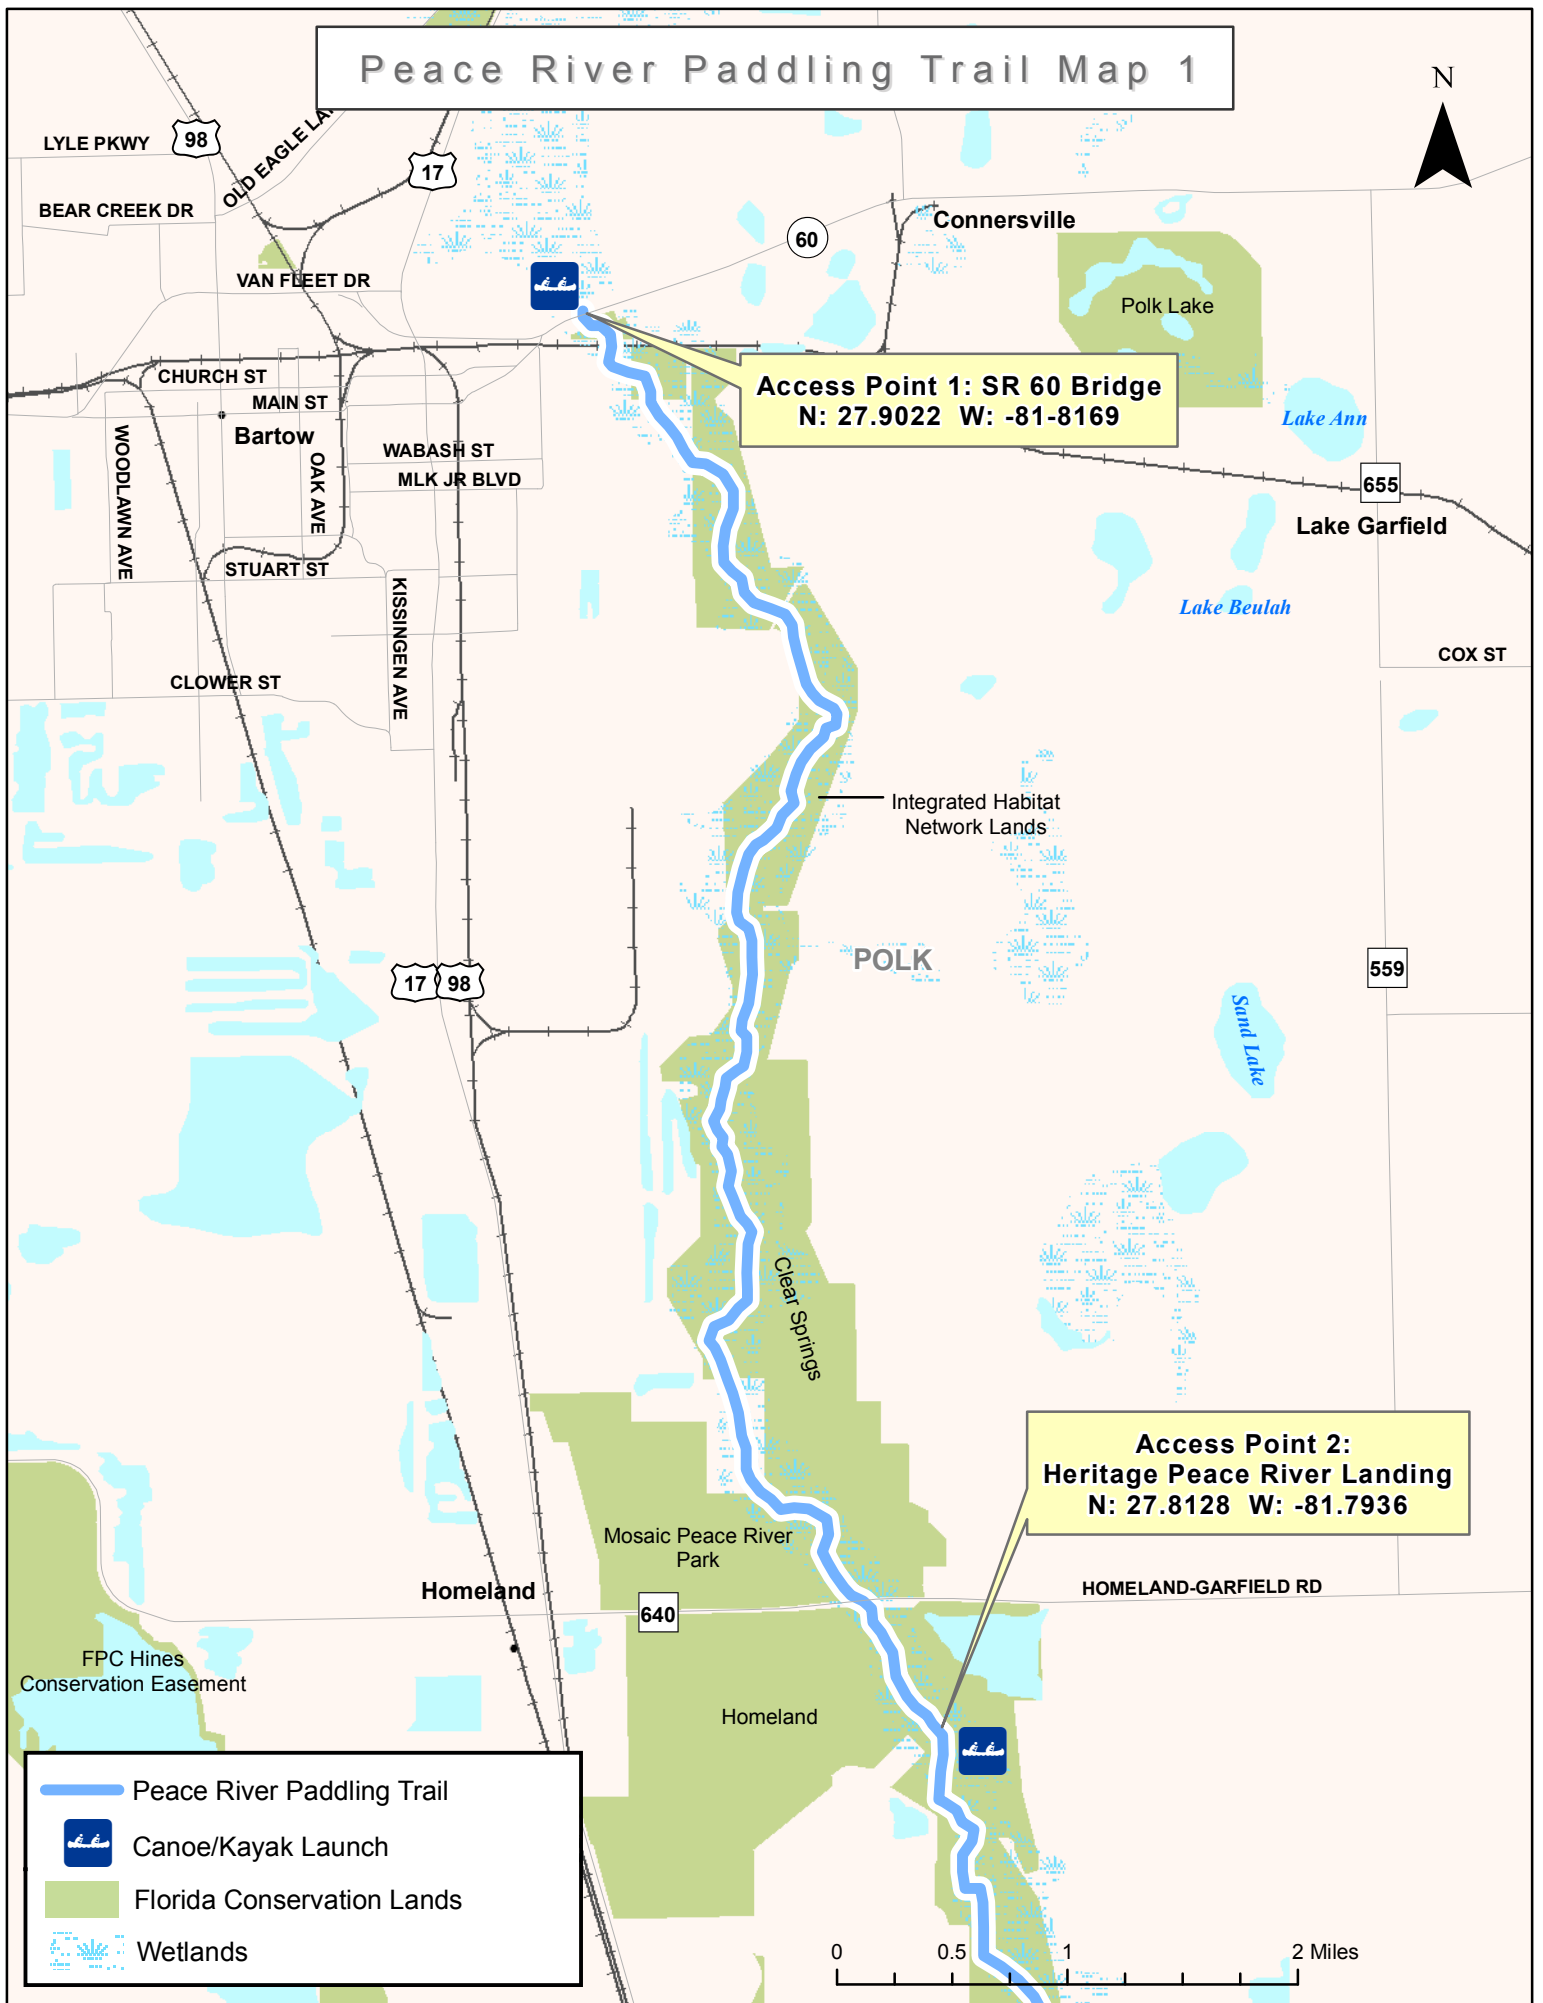 Peace River Paddling Trail Map 1
N
LYLE PKWY
98
OLD EAGLE LA
17
BEAR CREEK DR
60
Connersville
VAN FLEET DR
Polk Lake
CHURCH ST
Access Point 1: SR 60 Bridge
N: 27.9022 W: -81-8169
MAIN ST
Bartow
Lake Ann
WOODLAWN AVE
OAK AVE
WABASH ST
MLK JR BLVD
655
Lake Garfield
STUART ST
KISSINGEN AVE
Lake Beulah
COX ST
CLOWER ST
Integrated Habitat
Network Lands
POLK
17
98
559
Sand Lake
Clear Springs
Access Point 2:
Heritage Peace River Landing
N: 27.8128 W: -81.7936
Mosaic Peace River
Park
Homeland
HOMELAND-GARFIELD RD
640
FPC Hines
Conservation Easement
Homeland
Peace River Paddling Trail
Canoe/Kayak Launch
Florida Conservation Lands
Wetlands
0 0.5 1 2 Miles